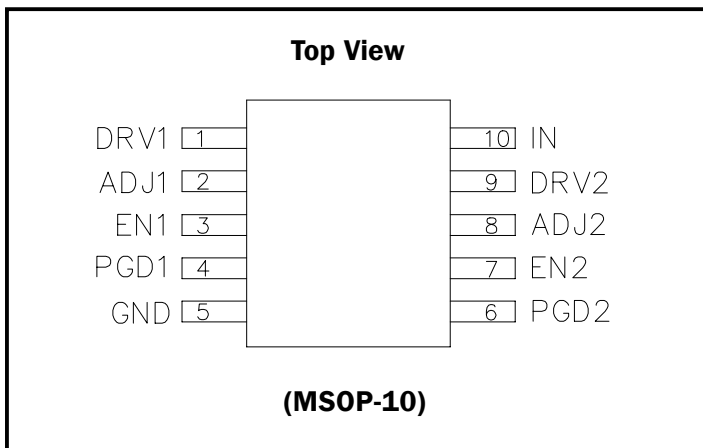 Top View
DRV1 1
ADJ1 2
EN1 3
PGD1 4
GND 5
10 IN
9 DRV2
8 ADJ2
7 EN2
6 PGD2
(MSOP-10)